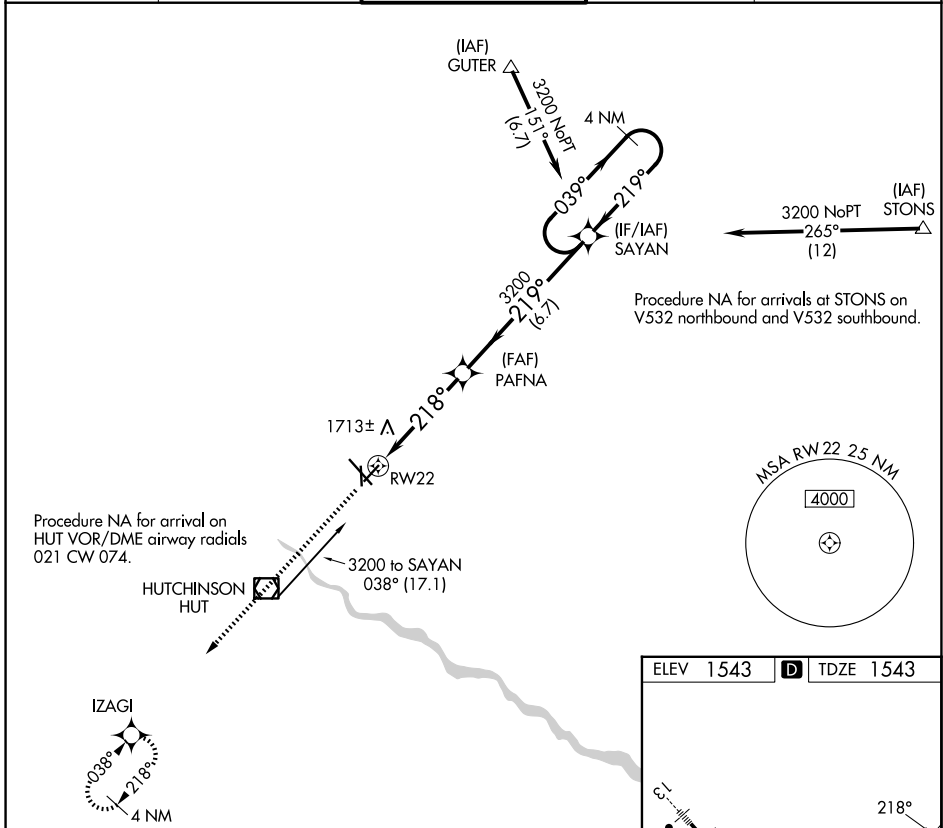 (IAF)
GUTER
3200 NoPT
151°
(6.7)
4 NM
039°
219°
(IF/IAF)
SAYAN
(IAF)
STONS
3200 NoPT
265°
(12)
Procedure NA for arrivals at STONS on
V532 northbound and V532 southbound.
3200
219°
(6.7)
(FAF)
PAFNA
218°
1713±
RW22
MSA RW22 25 NM
4000
Procedure NA for arrival on
HUT VOR/DME airway radials
021 CW 074.
HUTCHINSON
HUT
3200 to SAYAN
038° (17.1)
IZAGI
038°
218°
4 NM
ELEV 1543 D TDZE 1543
13
218°